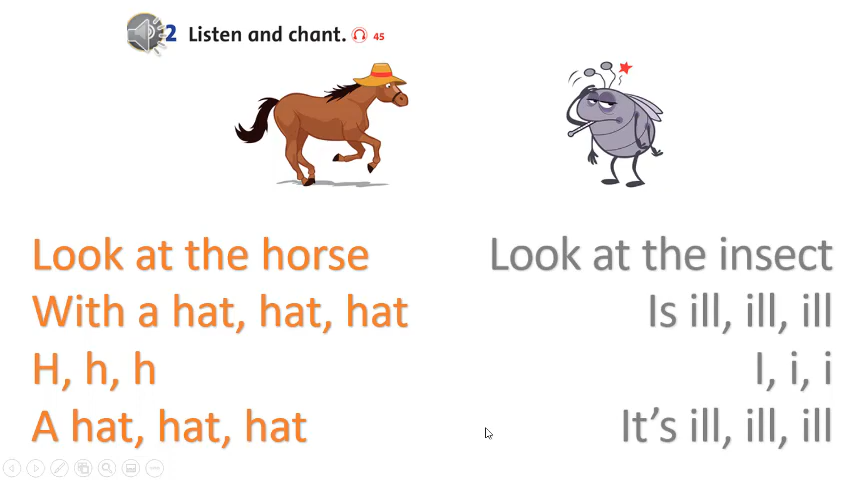 2 Listen and chant. 45
Look at the horse
With a hat, hat, hat
H, h, h
A hat, hat, hat
Look at the insect
Is ill, ill, ill
I, i, i
It's ill, ill, ill